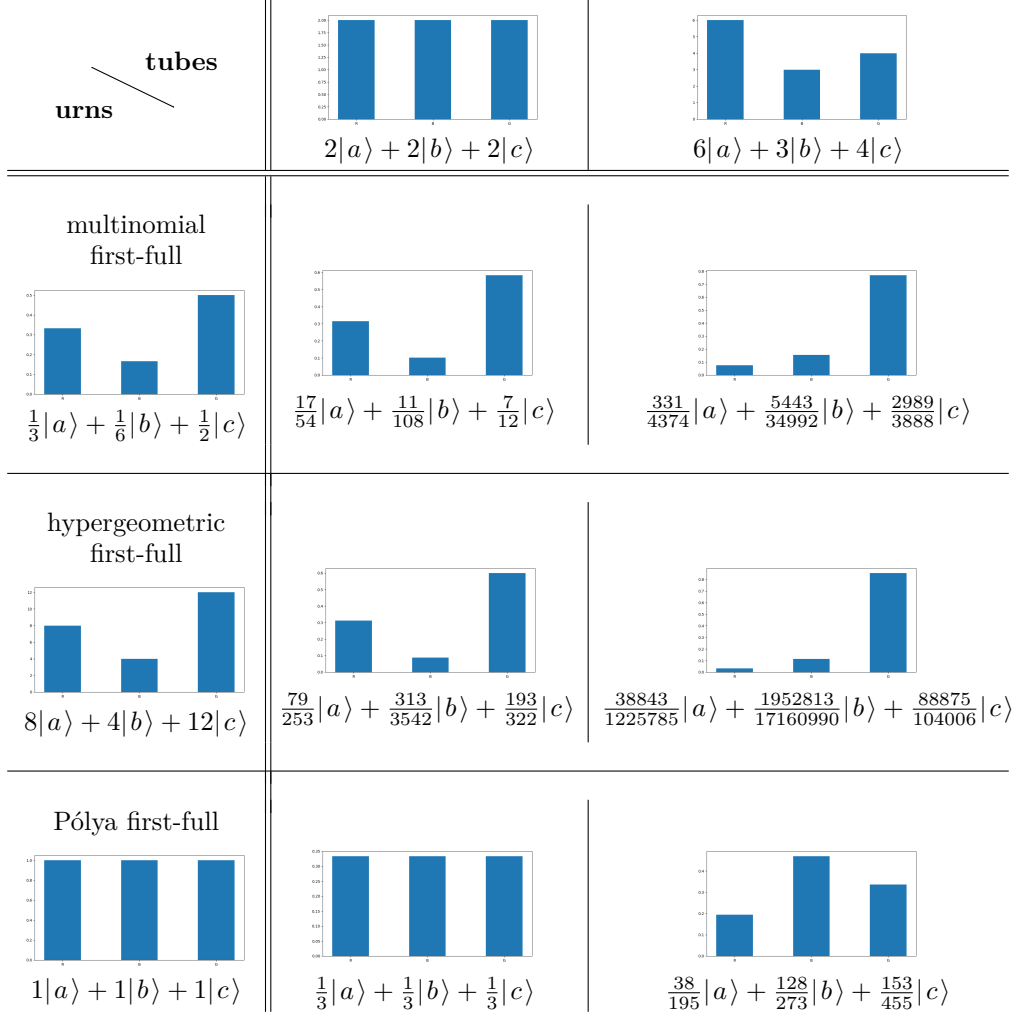 tubes
urns
2|a⟩ + 2|b⟩ + 2|c⟩
6|a⟩ + 3|b⟩ + 4|c⟩
multinomial
first-full
1/3|a⟩ + 1/6|b⟩ + 1/2|c⟩
17/54|a⟩ + 11/108|b⟩ + 7/12|c⟩
331/4374|a⟩ + 5443/34992|b⟩ + 2989/3888|c⟩
hypergeometric
first-full
8|a⟩ + 4|b⟩ + 12|c⟩
79/253|a⟩ + 313/3542|b⟩ + 193/322|c⟩
38843/1225785|a⟩ + 1952813/17160990|b⟩ + 88875/104006|c⟩
Pólya first-full
1|a⟩ + 1|b⟩ + 1|c⟩
1/3|a⟩ + 1/3|b⟩ + 1/3|c⟩
38/195|a⟩ + 128/273|b⟩ + 153/455|c⟩